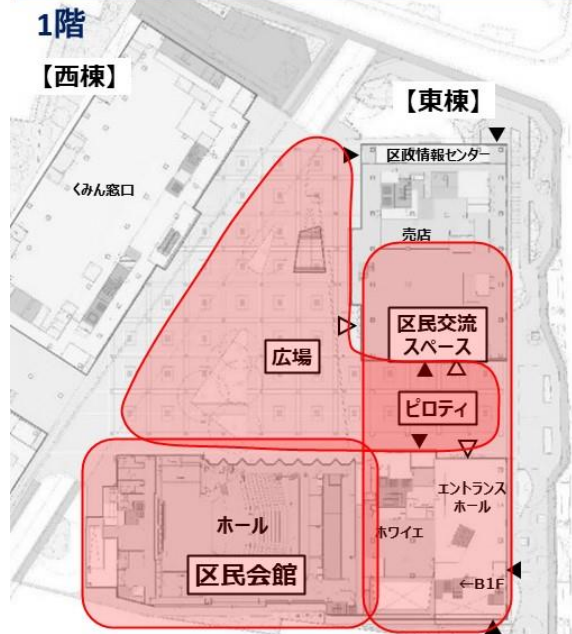 1階
【西棟】
【東棟】
区政情報センター
くみん窓口
売店
区民交流
スペース
広場
ピロティ
エントランス
ホール
ホール
ホワイエ
区民会館
←B1F